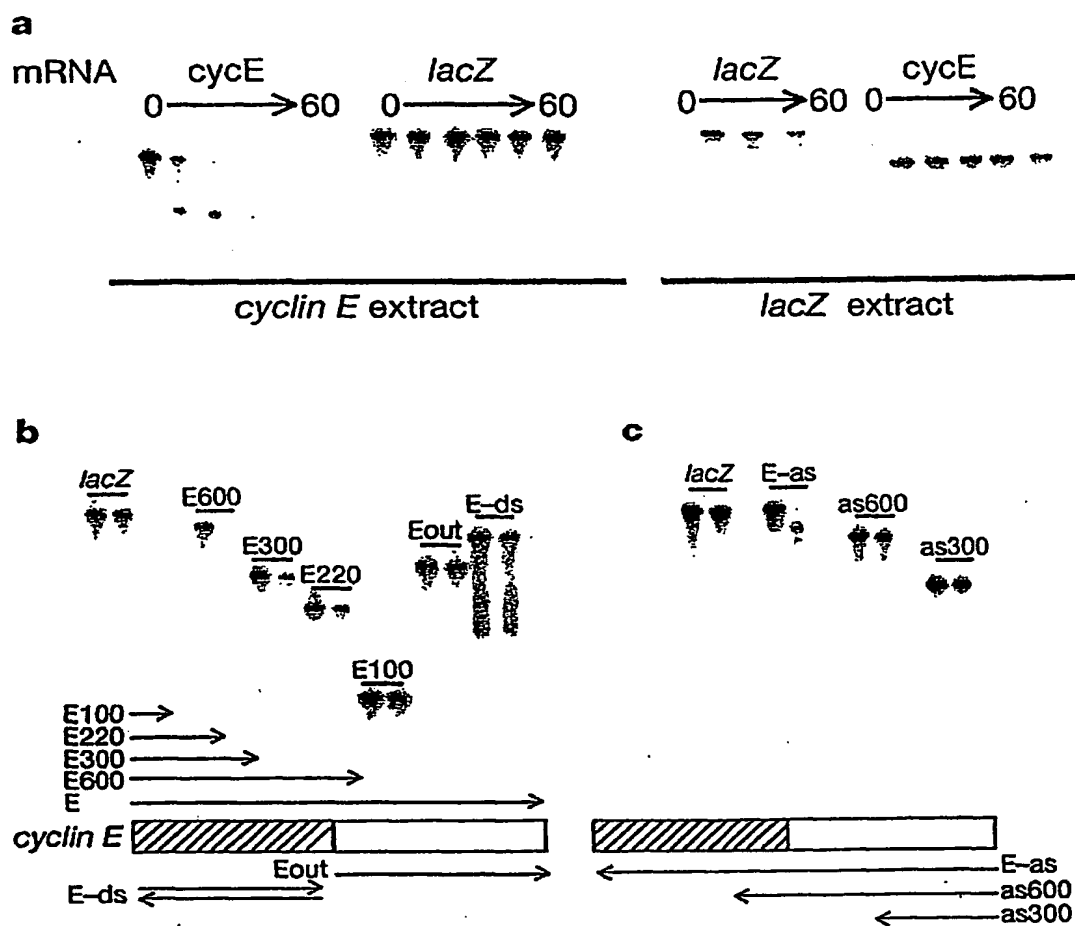 a
mRNA cycE lacZ lacZ cycE
0 60 0 60 0 60 0 60
cyclin E extract lacZ extract
b c
lacZ E600 E300 E220 E100 Eout E-ds
lacZ E-as as600 as300
E100
E220
E300
E600
E
cyclin E
Eout E-as
E-ds as600
as300